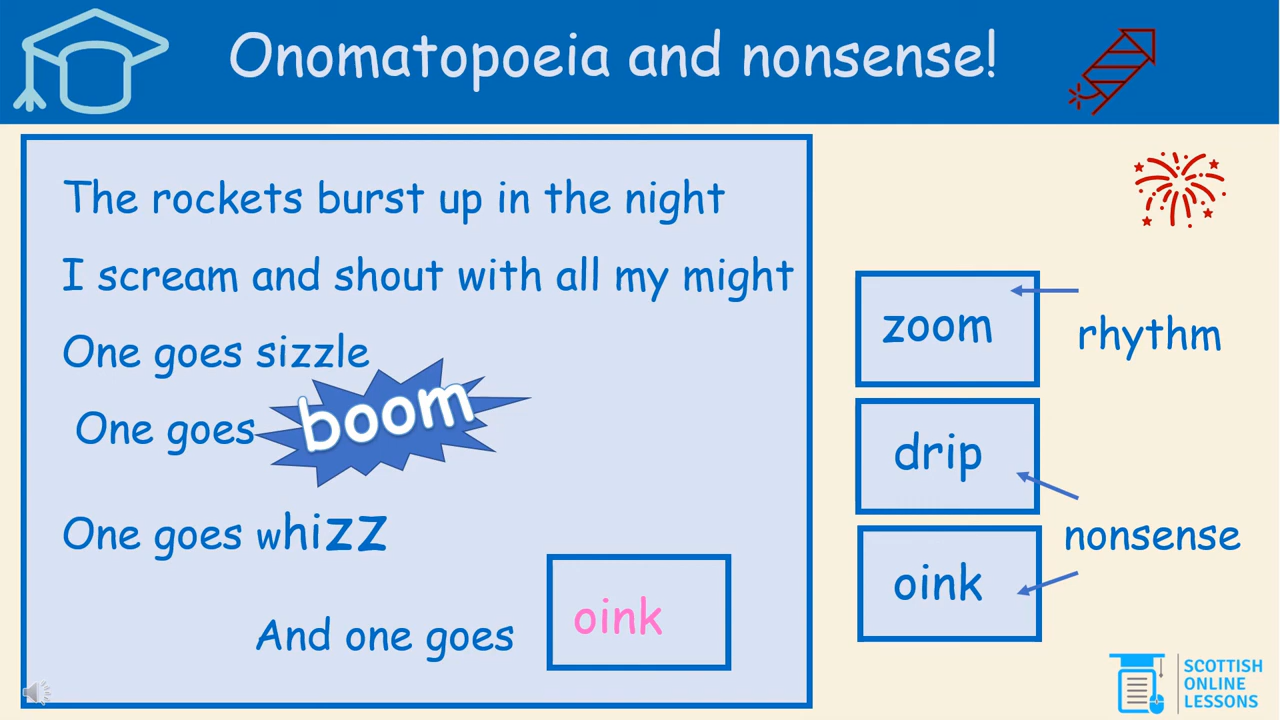 Onomatopoeia and nonsense!
The rockets burst up in the night
I scream and shout with all my might
One goes sizzle
One goes boom
One goes whizz
And one goes oink
zoom
rhythm
drip
nonsense
oink
SCOTTISH
ONLINE
LESSONS